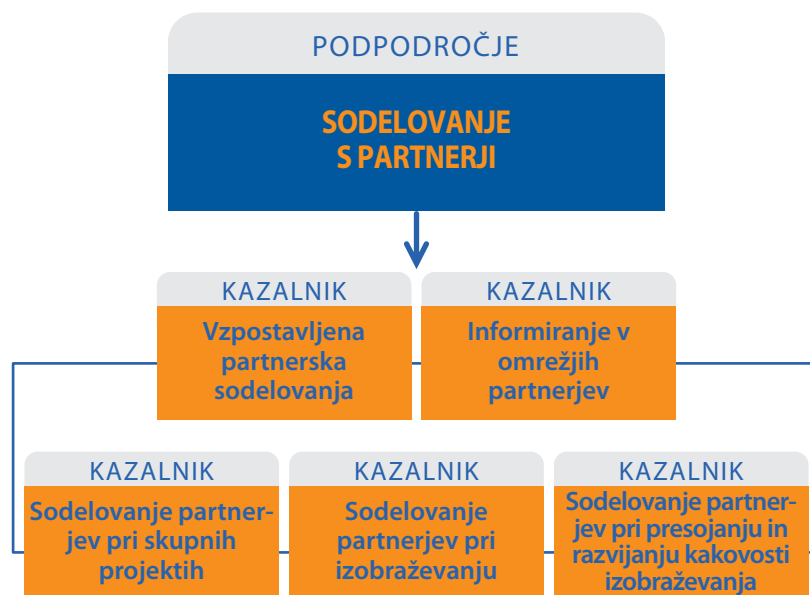 PODPODROČJE
SODELOVANJE
S PARTNERJI
KAZALNIK
Vzpostavljena
partnerska
sodelovanja
KAZALNIK
Informiranje v
omrežjih
partnerjev
KAZALNIK
Sodelovanje partner-
jev pri skupnih
projektih
KAZALNIK
Sodelovanje
partnerjev pri
izobraževanju
KAZALNIK
Sodelovanje partner-
jev pri presojanju in
razvijanju kakovosti
izobraževanja